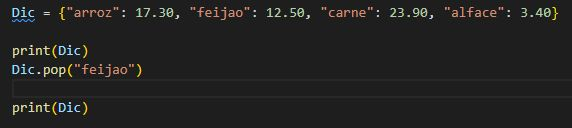 Dic = {"arroz": 17.30, "feijao": 12.50, "carne": 23.90, "alface": 3.40}
print(Dic)
Dic.pop("feijao")
print(Dic)